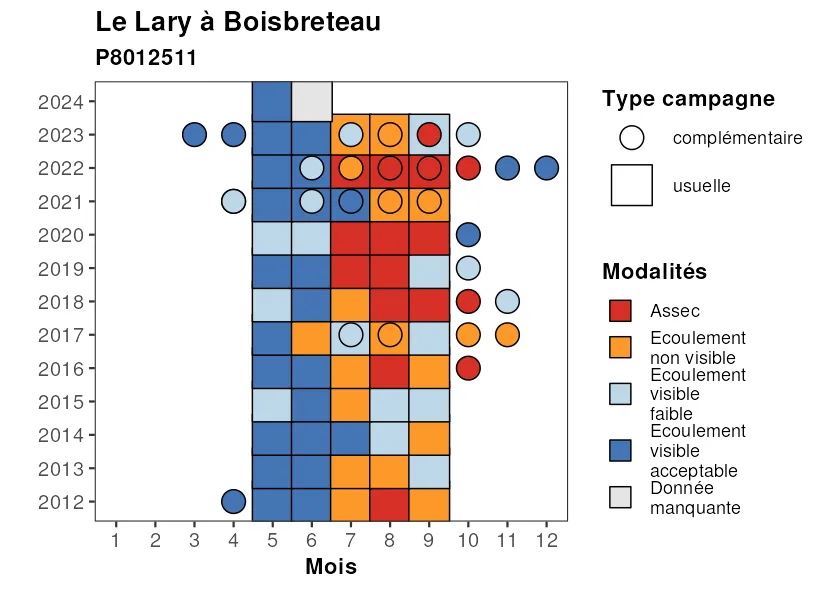 Le Lary à Boisbreteau
P8012511
2024
2023
2022
2021
2020
2019
2018
2017
2016
2015
2014
2013
2012
1 2 3 4 5 6 7 8 9 10 11 12
Mois
Type campagne
complémentaire
usuelle
Modalités
Assec
Ecoulement
non visible
Ecoulement
visible
faible
Ecoulement
visible
acceptable
Donnée
manquante